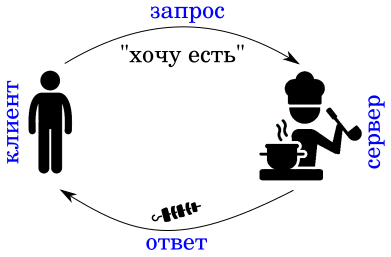 запрос
"хочу есть"
клиент
сервер
ответ